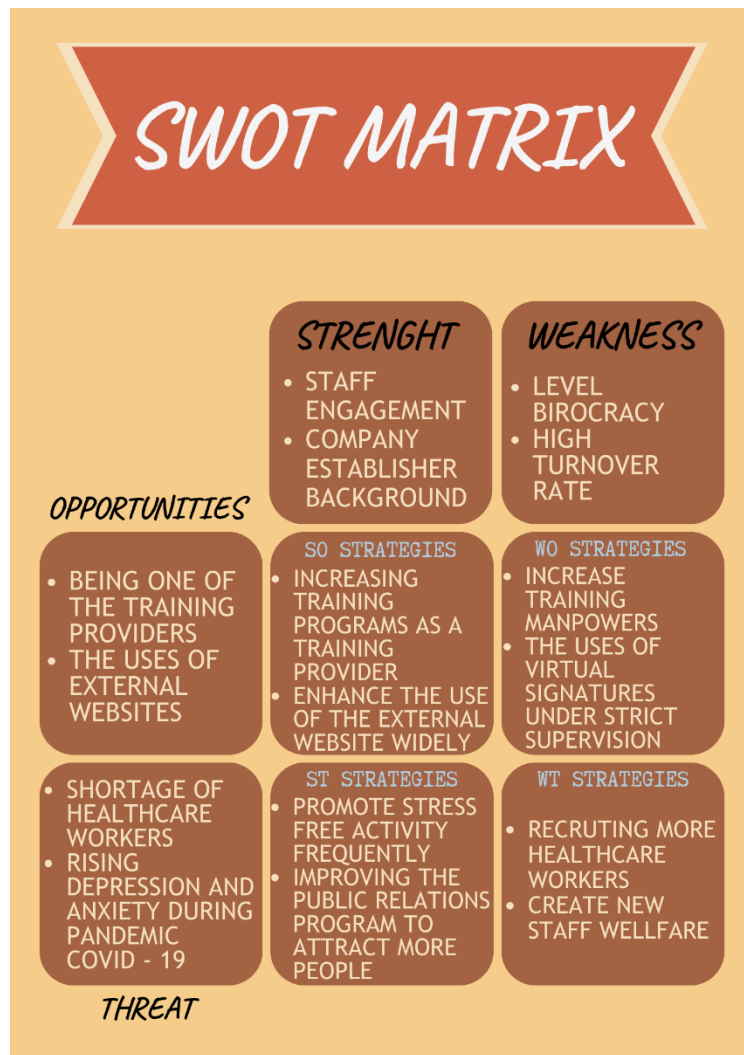 SWOT MATRIX
STRENGHT
• STAFF
ENGAGEMENT
• COMPANY
ESTABLISHER
BACKGROUND
WEAKNESS
• LEVEL
BIROCRACY
• HIGH
TURNOVER
RATE
OPPORTUNITIES
• BEING ONE OF
THE TRAINING
PROVIDERS
• THE USES OF
EXTERNAL
WEBSITES
SO STRATEGIES
• INCREASING
TRAINING
PROGRAMS AS A
TRAINING
PROVIDER
• ENHANCE THE USE
OF THE EXTERNAL
WEBSITE WIDELY
WO STRATEGIES
• INCREASE
TRAINING
MANPOWERS
• THE USES OF
VIRTUAL
SIGNATURES
UNDER STRICT
SUPERVISION
• SHORTAGE OF
HEALTHCARE
WORKERS
• RISING
DEPRESSION AND
ANXIETY DURING
PANDEMIC
COVID - 19
THREAT
ST STRATEGIES
• PROMOTE STRESS
FREE ACTIVITY
FREQUENTLY
• IMPROVING THE
PUBLIC RELATIONS
PROGRAM TO
ATTRACT MORE
PEOPLE
WT STRATEGIES
• RECRUTING MORE
HEALTHCARE
WORKERS
• CREATE NEW
STAFF WELLFARE